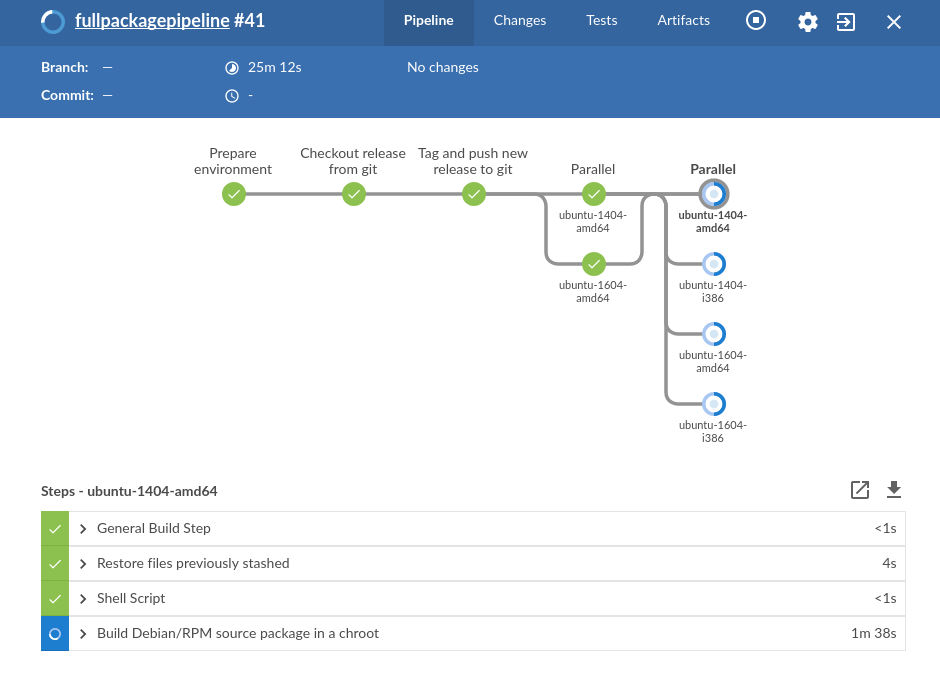 fullpackagepipeline #41
Pipeline
Changes
Tests
Artifacts
Branch: —
25m 12s
No changes
Commit: —
-
Prepare
environment
Checkout release
from git
Tag and push new
release to git
Parallel
Parallel
ubuntu-1404-
amd64
ubuntu-1604-
amd64
ubuntu-1404-
amd64
ubuntu-1404-
i386
ubuntu-1604-
amd64
ubuntu-1604-
i386
Steps - ubuntu-1404-amd64
General Build Step
<1s
Restore files previously stashed
4s
Shell Script
<1s
Build Debian/RPM source package in a chroot
1m 38s